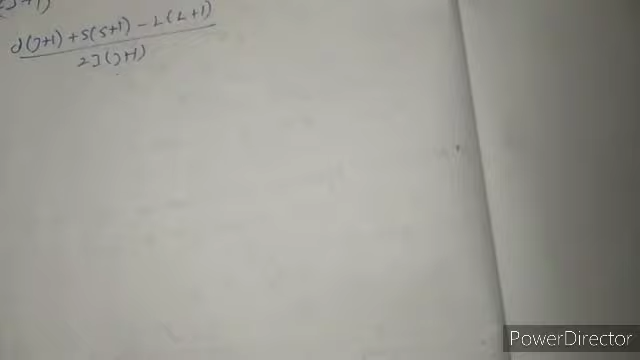 J(J+1) + S(S+1) - L(L+1)
2J(J+1)
PowerDirector